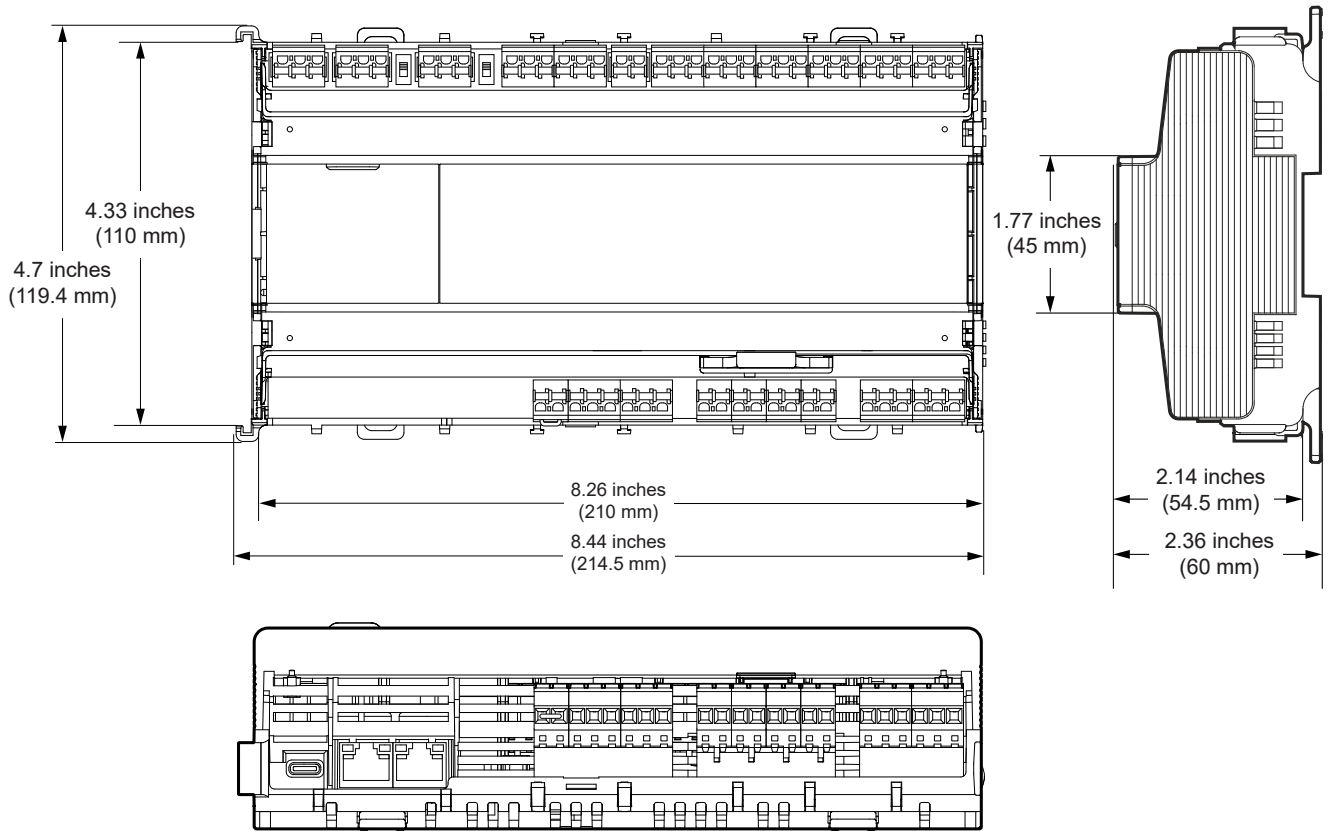 4.33 inches
(110 mm)
4.7 inches
(119.4 mm)
1.77 inches
(45 mm)
8.26 inches
(210 mm)
8.44 inches
(214.5 mm)
2.14 inches
(54.5 mm)
2.36 inches
(60 mm)